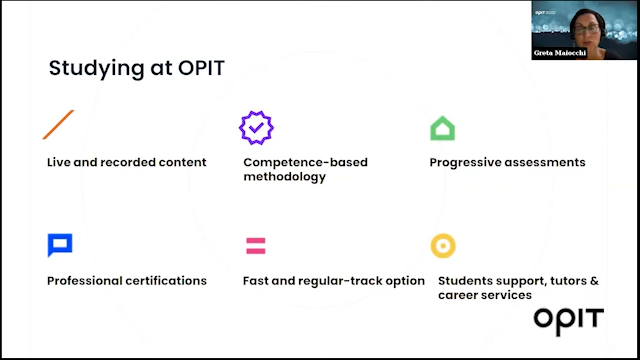 Studying at OPIT
Live and recorded content
Competence-based
methodology
Progressive assessments
Professional certifications
Fast and regular-track option
Students support, tutors &
career services
OPIT
OPIT
Greta Maiocchi